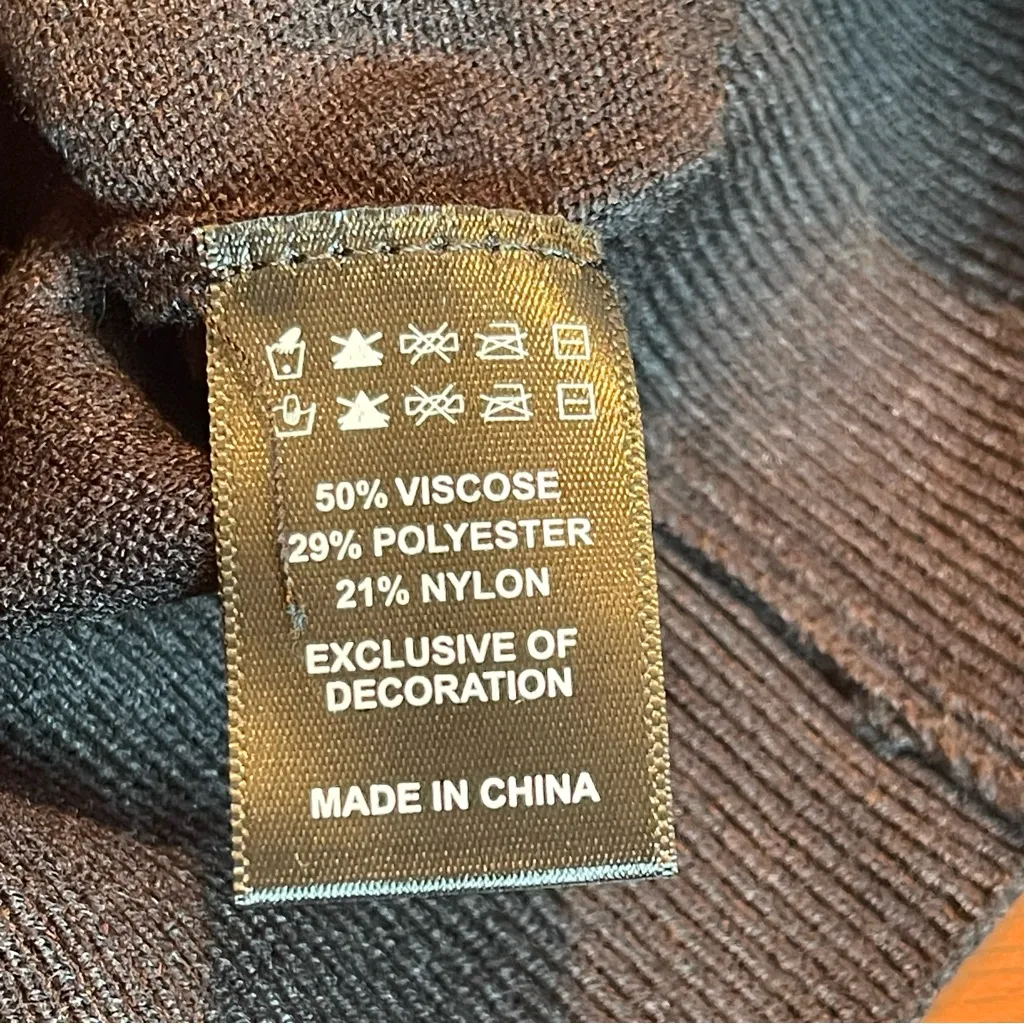 50% VISCOSE
29% POLYESTER
21% NYLON
EXCLUSIVE OF
DECORATION
MADE IN CHINA